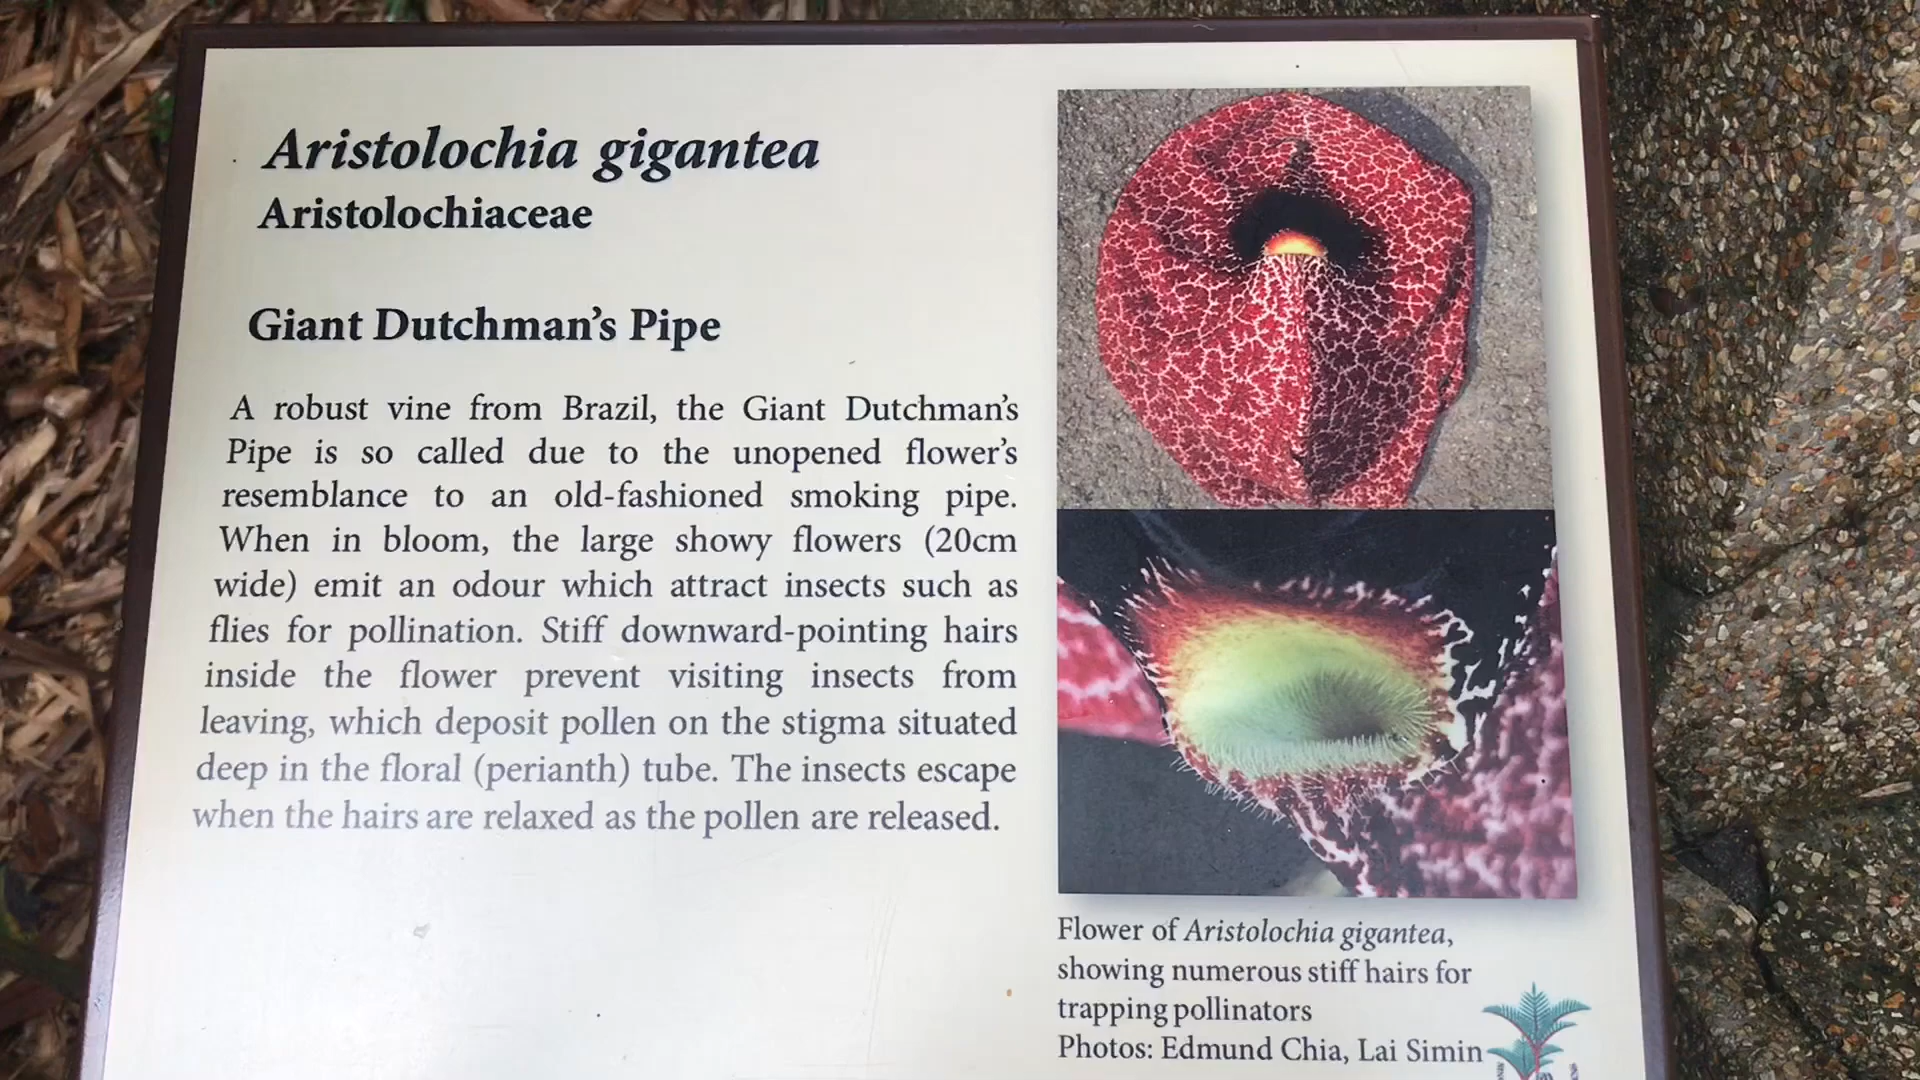 Aristolochia gigantea
Aristolochiaceae
Giant Dutchman's Pipe
A robust vine from Brazil, the Giant Dutchman's
Pipe is so called due to the unopened flower's
resemblance to an old-fashioned smoking pipe.
When in bloom, the large showy flowers (20cm
wide) emit an odour which attract insects such as
flies for pollination. Stiff downward-pointing hairs
inside the flower prevent visiting insects from
leaving, which deposit pollen on the stigma situated
deep in the floral (perianth) tube. The insects escape
when the hairs are relaxed as the pollen are released.
Flower of Aristolochia gigantea,
showing numerous stiff hairs for
trapping pollinators
Photos: Edmund Chia, Lai Simin